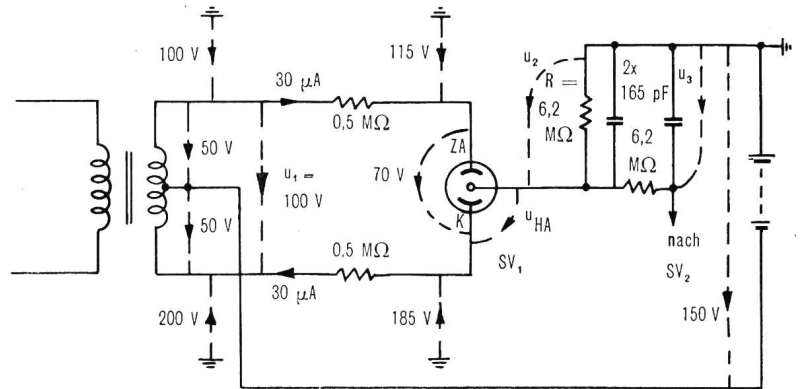 100 V
115 V
30 µA
0,5 MΩ
50 V
50 V
u₁ =
100 V
70 V
ZA
K
u_HA
SV₁
0,5 MΩ
30 µA
200 V
185 V
u₂
R =
6,2
MΩ
2x
165 pF
u₃
6,2
MΩ
nach
SV₂
150 V